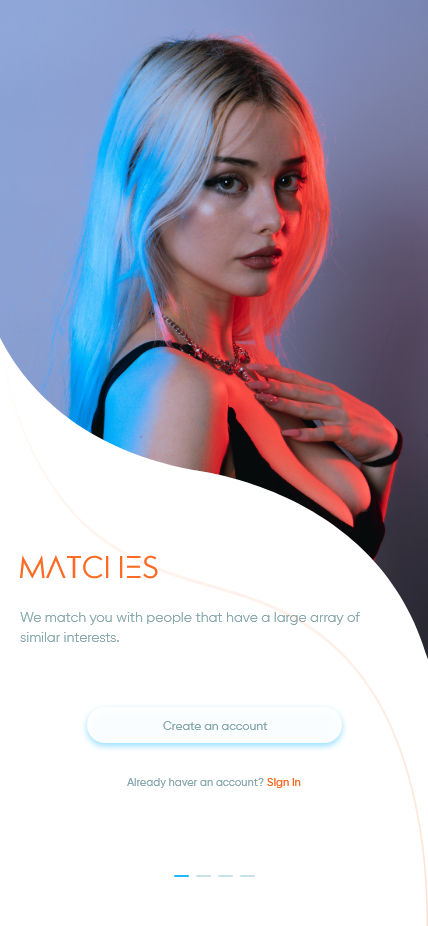 MATCHES
We match you with people that have a large array of
similar interests.
Create an account
Already haver an account? Sign In